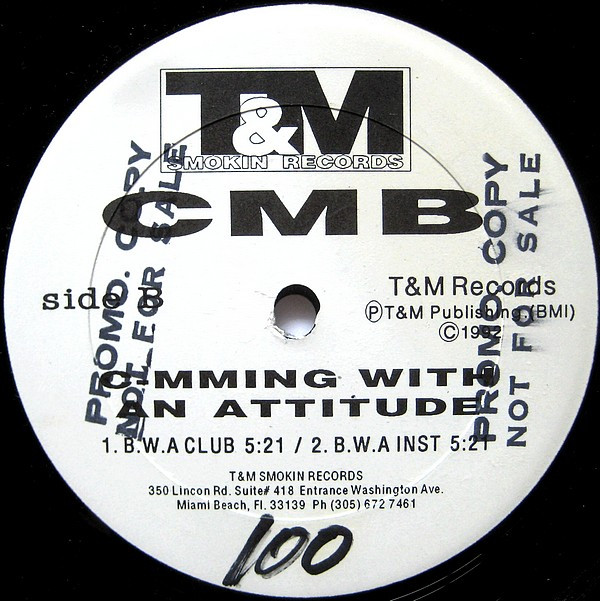 T&M
SMOKIN RECORDS
CMB
PROMO. COPY
NOT FOR SALE
PROMO. COPY
NOT FOR SALE
side B
T&M Records
Ⓟ T&M Publishing (BMI)
© 1992
WITH
AN ATTITUDE
1. B.W.A CLUB 5:21 / 2. B.W.A INST 5:21
T&M SMOKIN RECORDS
350 Lincon Rd. Suite# 418 Entrance Washington Ave.
Miami Beach, Fl. 33139 Ph (305) 672 7461
100